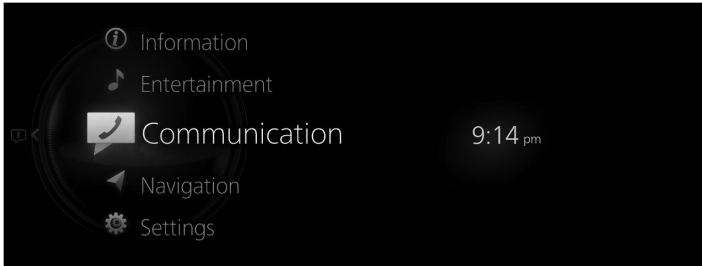 Information
Entertainment
Communication
9:14 pm
Navigation
Settings